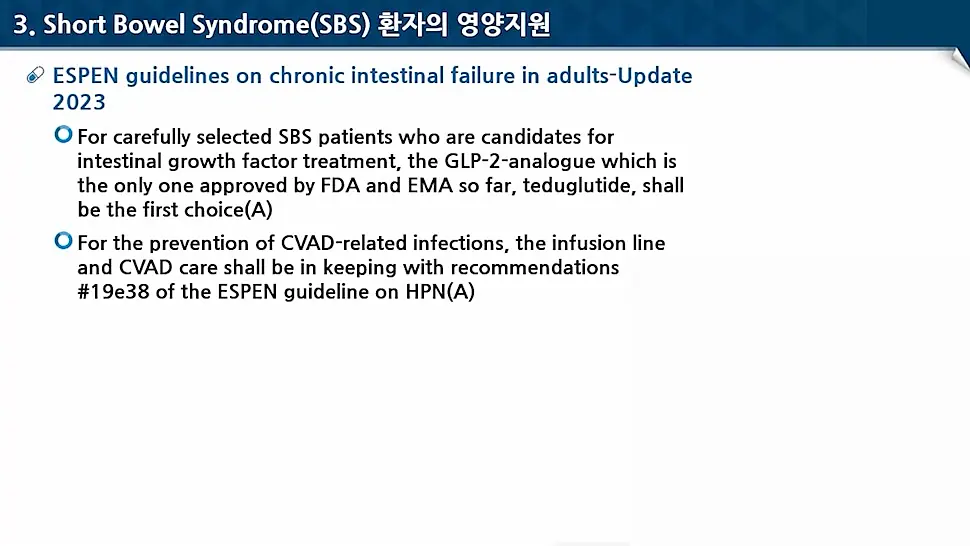 3. Short Bowel Syndrome(SBS) 환자의 영양지원
ESPEN guidelines on chronic intestinal failure in adults-Update
2023
For carefully selected SBS patients who are candidates for
intestinal growth factor treatment, the GLP-2-analogue which is
the only one approved by FDA and EMA so far, teduglutide, shall
be the first choice(A)
For the prevention of CVAD-related infections, the infusion line
and CVAD care shall be in keeping with recommendations
#19e38 of the ESPEN guideline on HPN(A)